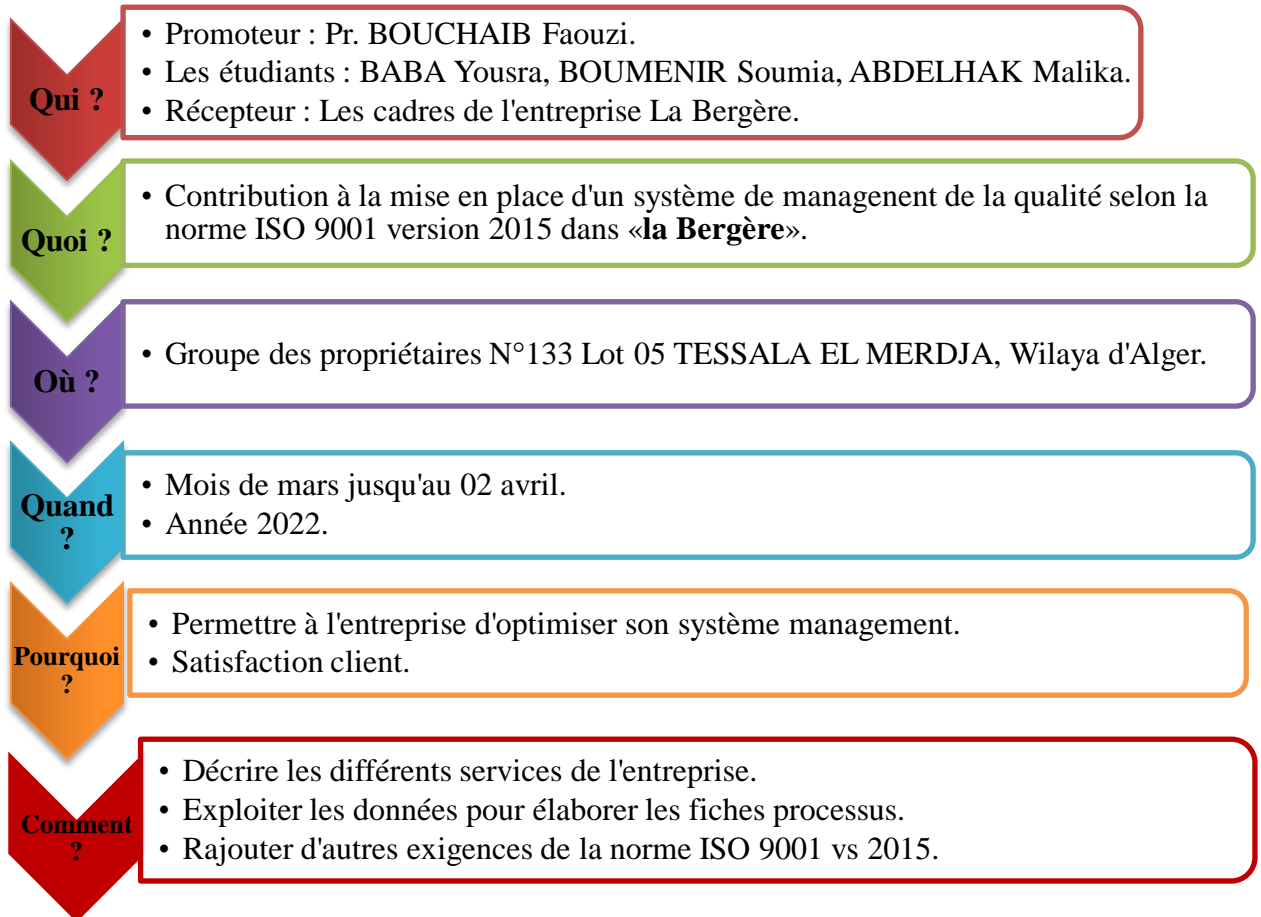 Qui ?
• Promoteur : Pr. BOUCHAIB Faouzi.
• Les étudiants : BABA Yousra, BOUMENIR Soumia, ABDELHAK Malika.
• Récepteur : Les cadres de l'entreprise La Bergère.
Quoi ?
• Contribution à la mise en place d'un système de managenent de la qualité selon la
norme ISO 9001 version 2015 dans «la Bergère».
Où ?
• Groupe des propriétaires N°133 Lot 05 TESSALA EL MERDJA, Wilaya d'Alger.
Quand
?
• Mois de mars jusqu'au 02 avril.
• Année 2022.
Pourquoi
?
• Permettre à l'entreprise d'optimiser son système management.
• Satisfaction client.
Comment
?
• Décrire les différents services de l'entreprise.
• Exploiter les données pour élaborer les fiches processus.
• Rajouter d'autres exigences de la norme ISO 9001 vs 2015.